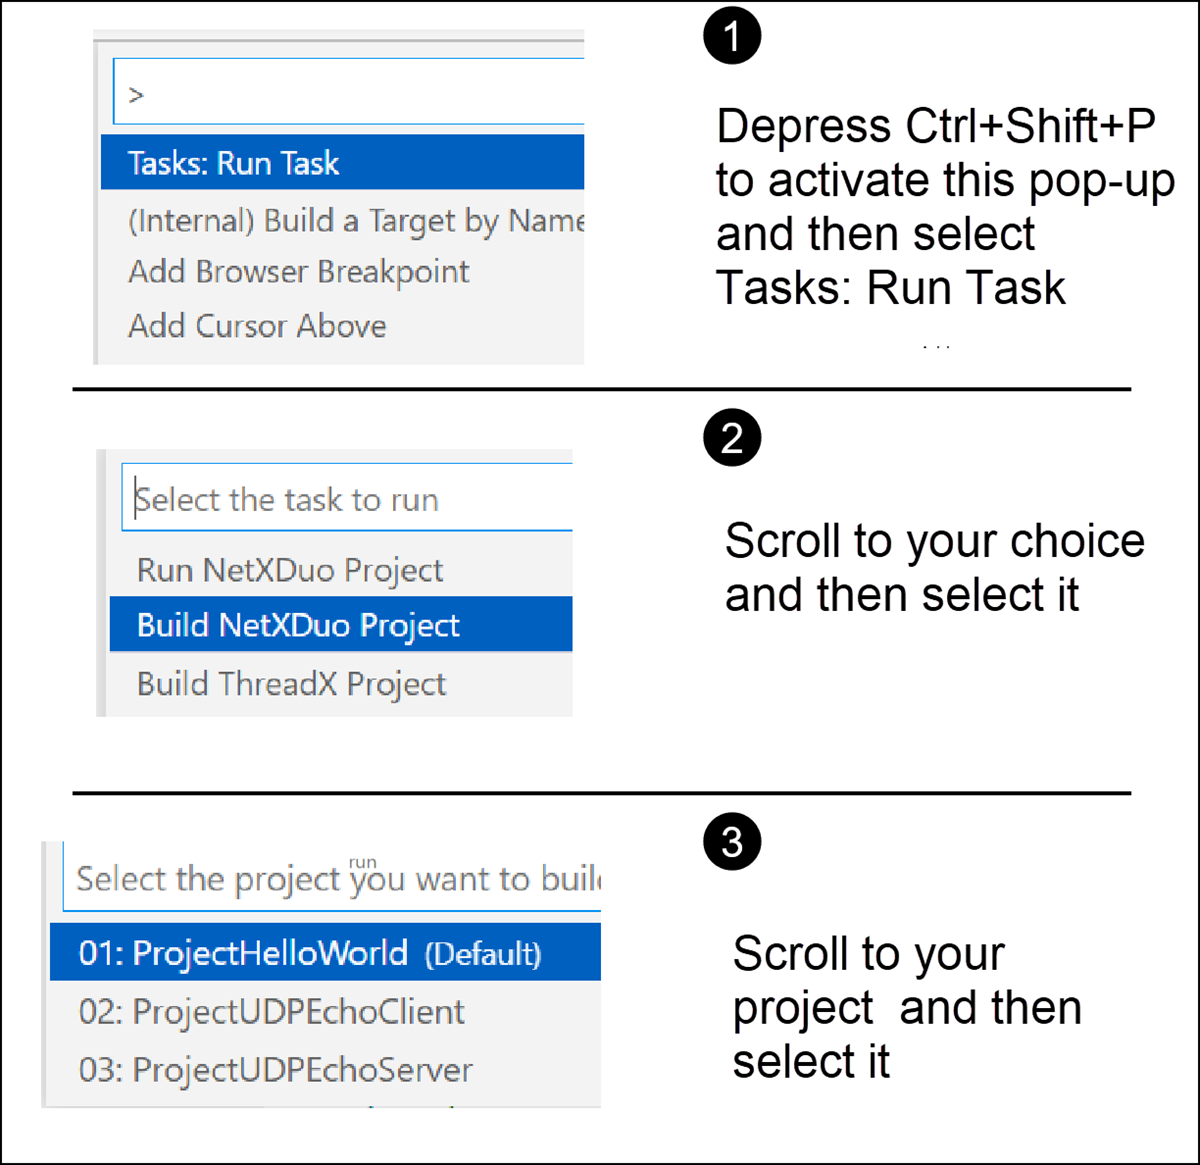 1
>
Tasks: Run Task
(Internal) Build a Target by Name
Add Browser Breakpoint
Add Cursor Above
Depress Ctrl+Shift+P
to activate this pop-up
and then select
Tasks: Run Task
. . .
2
Select the task to run
Run NetXDuo Project
Build NetXDuo Project
Build ThreadX Project
Scroll to your choice
and then select it
3
run
Select the project you want to build
01: ProjectHelloWorld (Default)
02: ProjectUDPEchoClient
03: ProjectUDPEchoServer
Scroll to your
project and then
select it